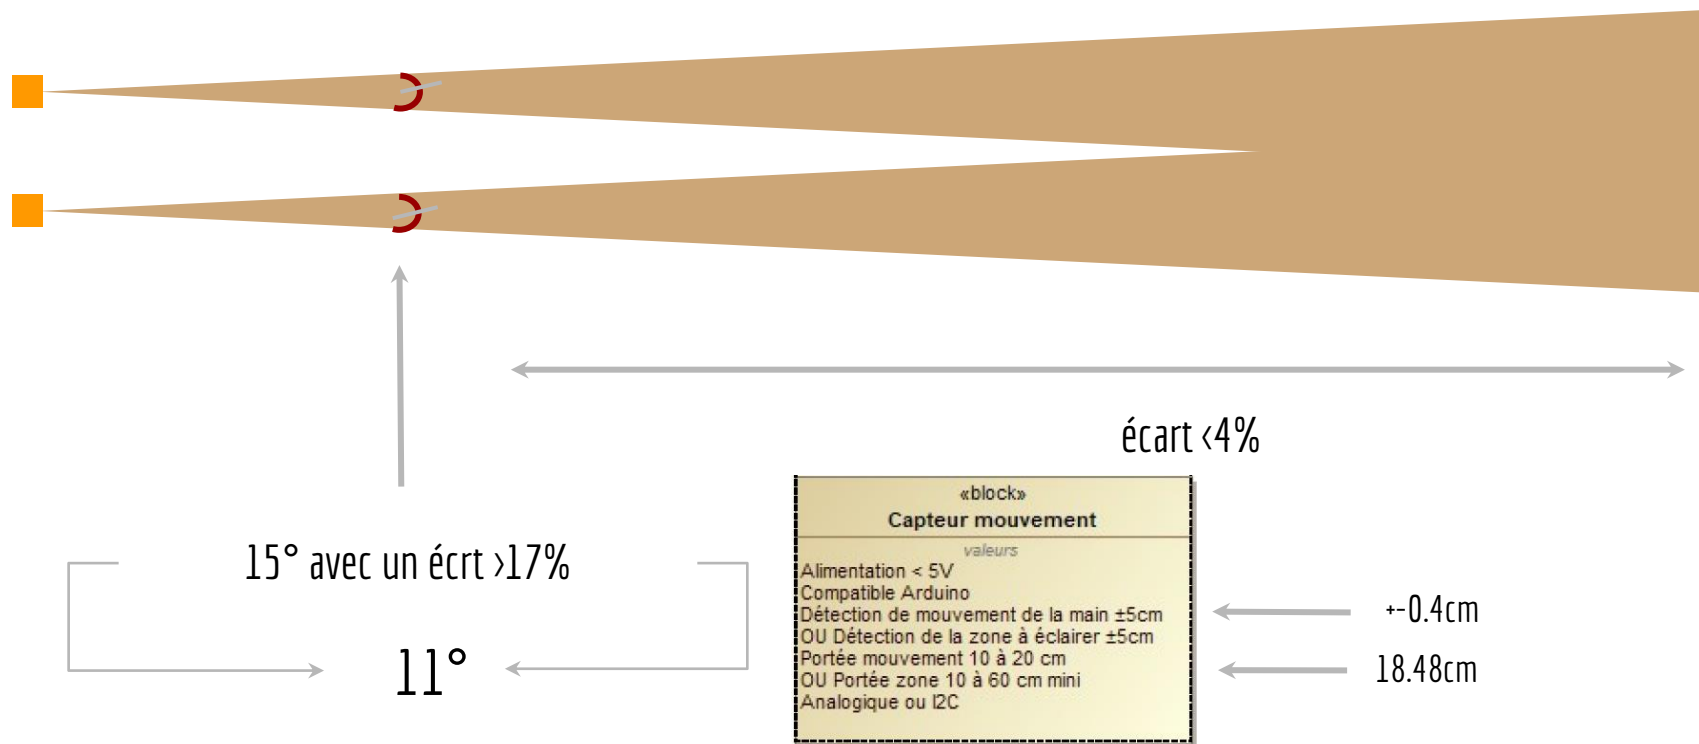 écart <4%
15° avec un écrt >17%
11°
«block»
Capteur mouvement
valeurs
Alimentation < 5V
Compatible Arduino
Détection de mouvement de la main ±5cm
OU Détection de la zone à éclairer ±5cm
Portée mouvement 10 à 20 cm
OU Portée zone 10 à 60 cm mini
Analogique ou I2C
+-0.4cm
18.48cm